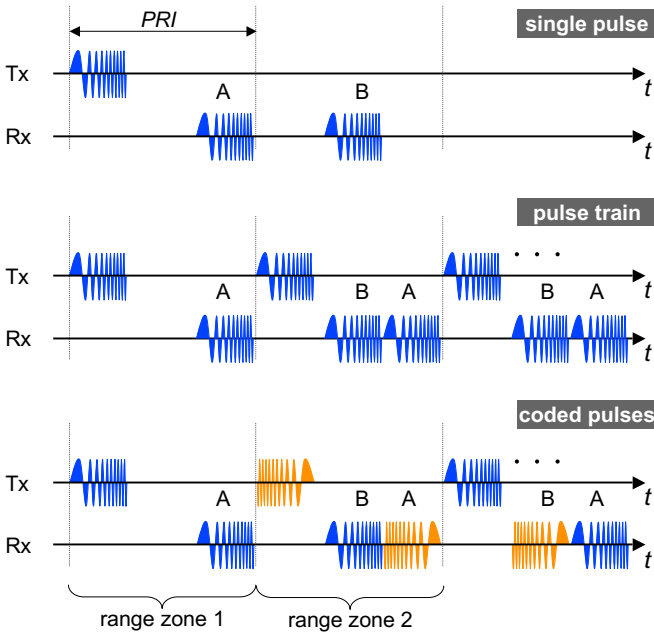 single pulse
PRI
Tx
t
A B
Rx
t
pulse train
Tx . . .
t
A B A B A
Rx
t
coded pulses
Tx . . .
t
A B A B A
Rx
t
range zone 1 range zone 2